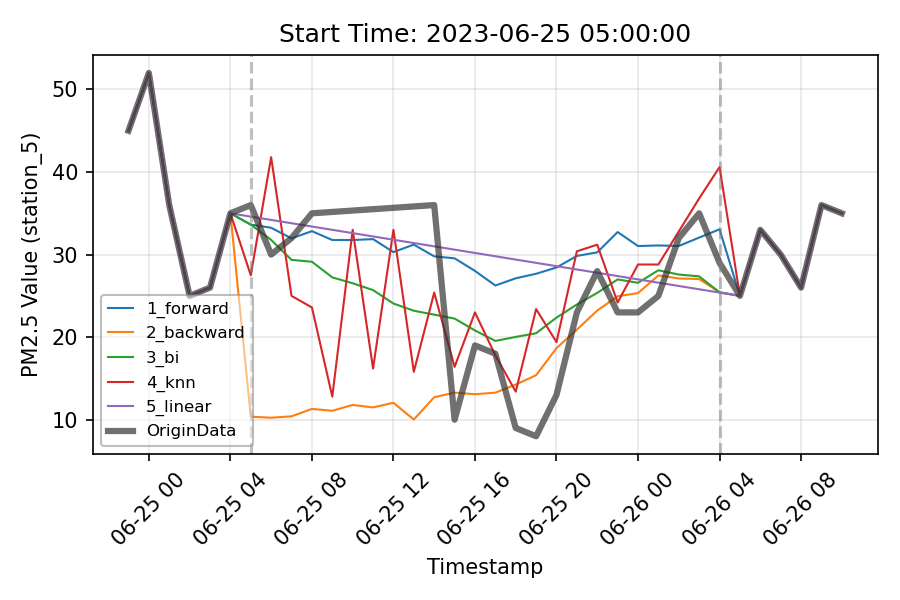 Start Time: 2023-06-25 05:00:00
PM2.5 Value (station_5)
50
40
30
20
10
1_forward
2_backward
3_bi
4_knn
5_linear
OriginData
06-25 00
06-25 04
06-25 08
06-25 12
06-25 16
06-25 20
06-26 00
06-26 04
06-26 08
Timestamp